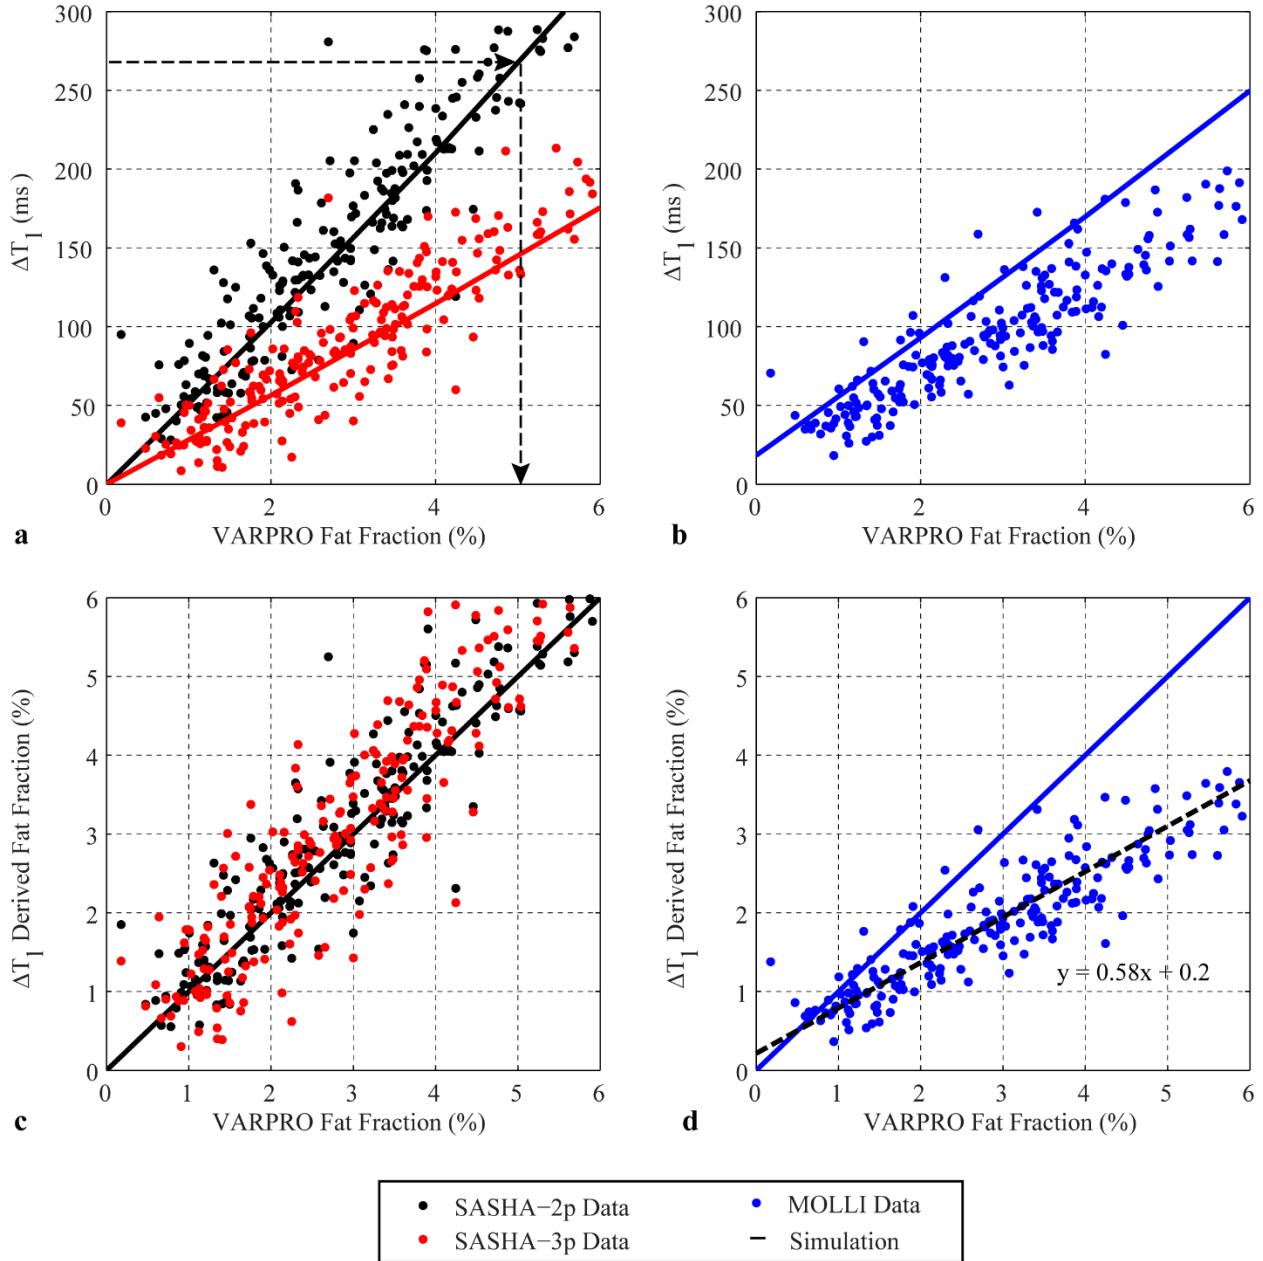 300
250
200
150
100
50
0
ΔT1 (ms)
0 2 4 6
VARPRO Fat Fraction (%)
a
300
250
200
150
100
50
0
ΔT1 (ms)
0 2 4 6
VARPRO Fat Fraction (%)
b
6
5
4
3
2
1
0
ΔT1 Derived Fat Fraction (%)
0 1 2 3 4 5 6
VARPRO Fat Fraction (%)
c
6
5
4
3
2
1
0
ΔT1 Derived Fat Fraction (%)
y = 0.58x + 0.2
0 1 2 3 4 5 6
VARPRO Fat Fraction (%)
d
SASHA−2p Data
SASHA−3p Data
MOLLI Data
Simulation